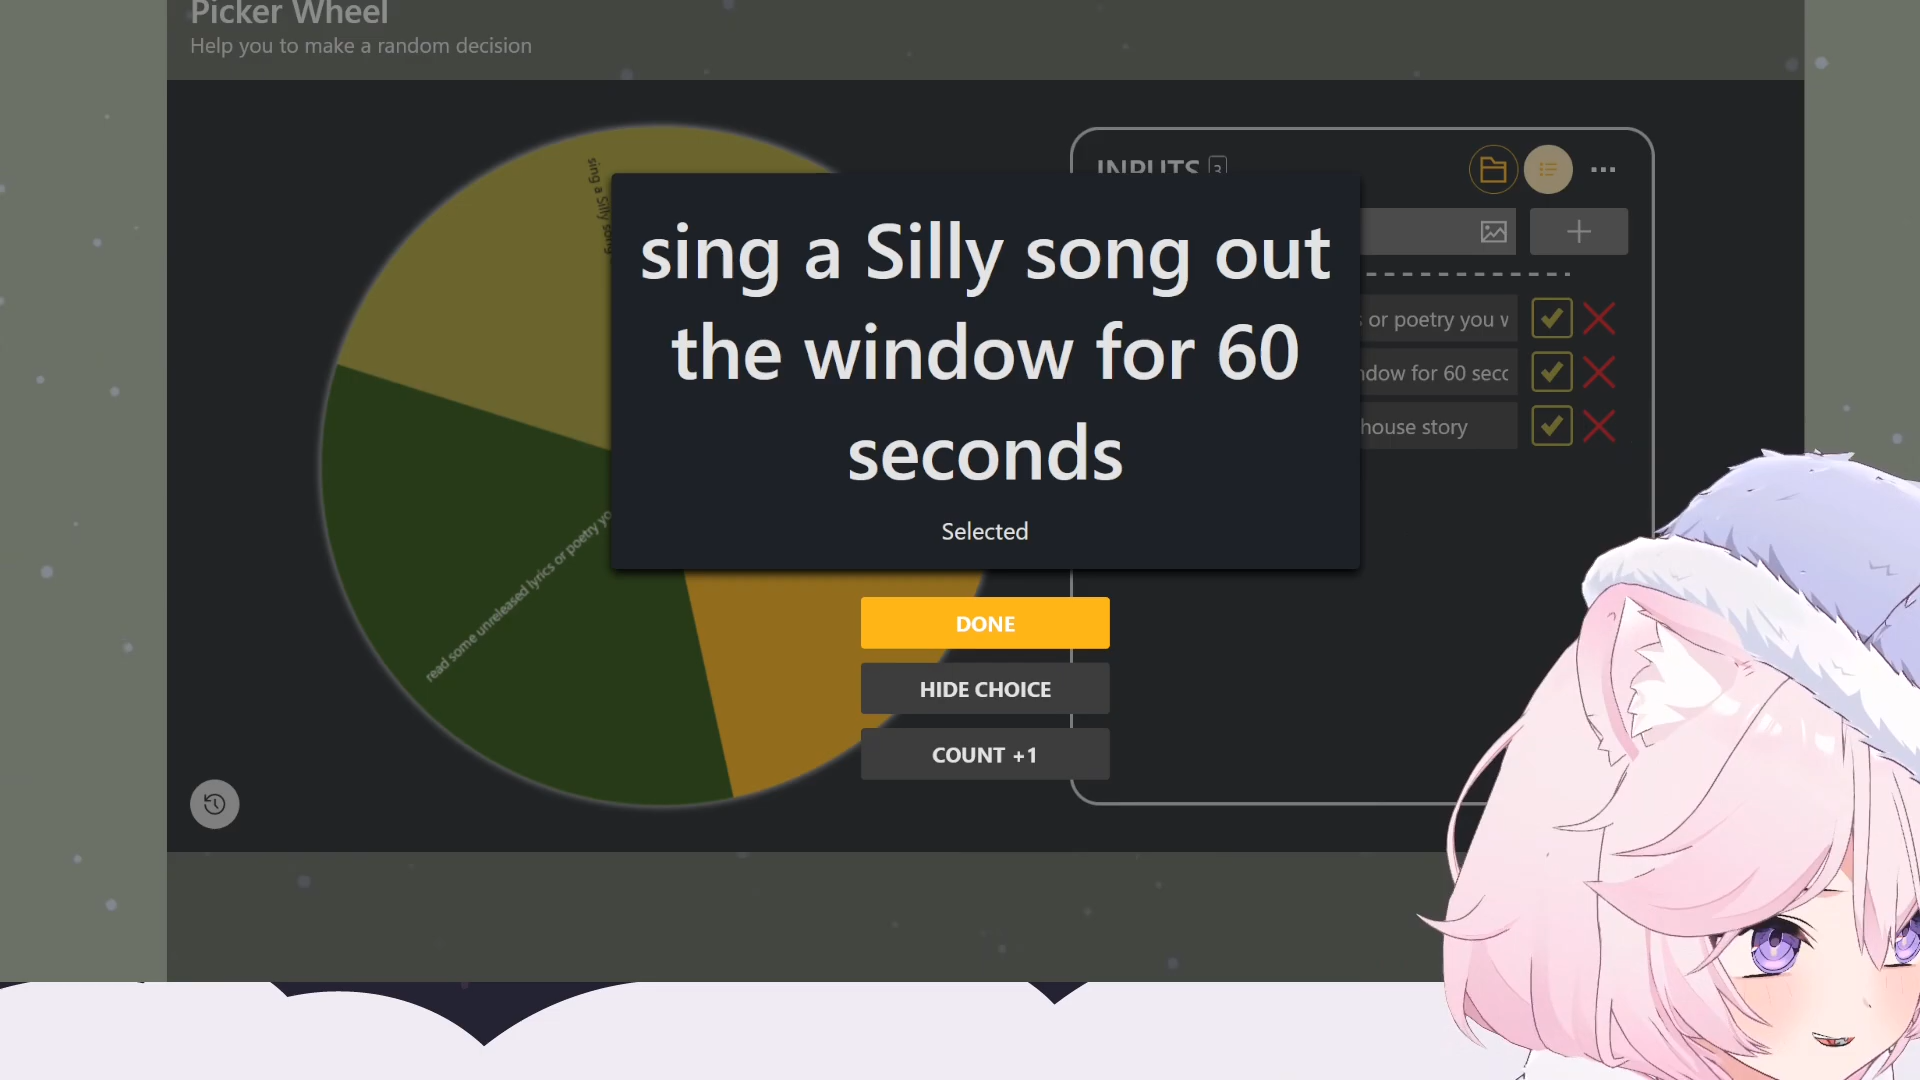 Picker Wheel
Help you to make a random decision
INPUTS 3
sing a Silly song
sing a Silly song out
the window for 60
seconds
Selected
or poetry you w
dow for 60 seco
house story
read some unreleased lyrics or poetry yo
DONE
HIDE CHOICE
COUNT +1